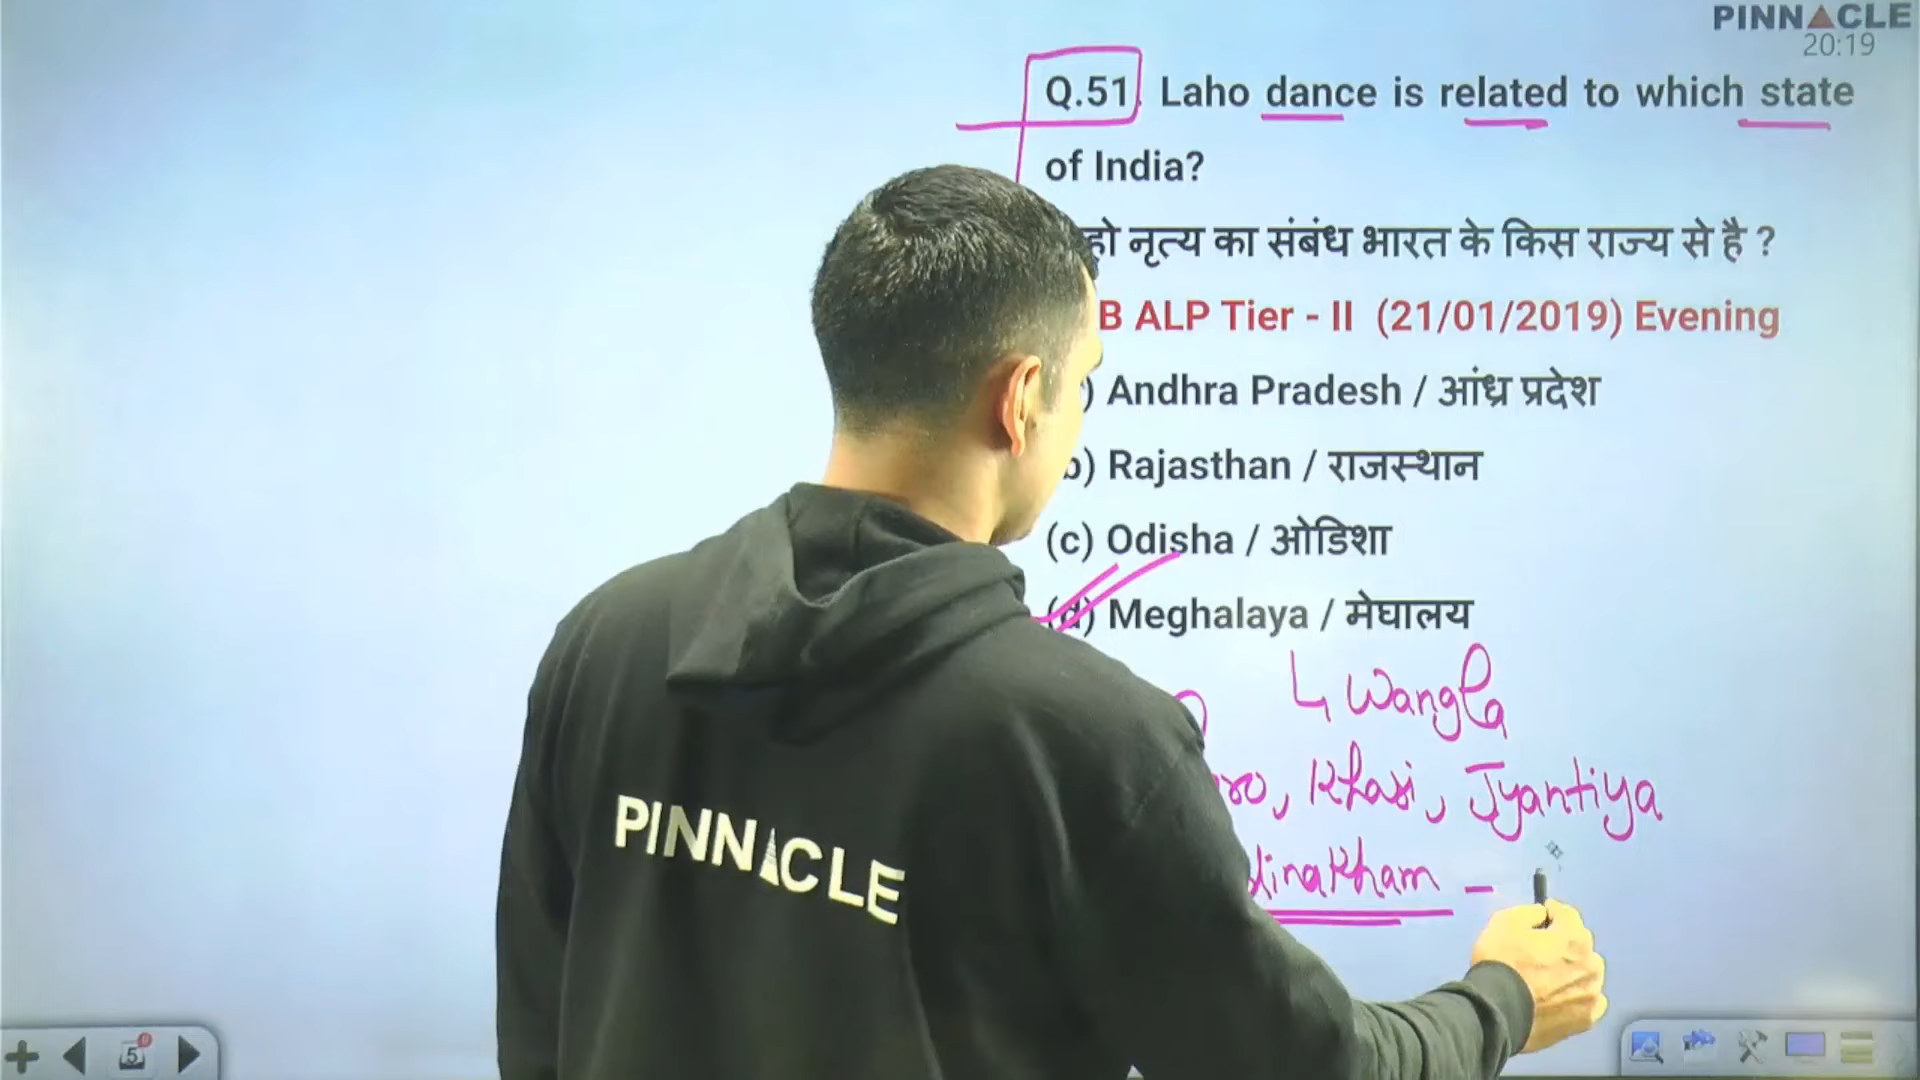 PINNACLE
20:19
Q.51 Laho dance is related to which state
of India?
नृत्य का संबंध भारत के किस राज्य से है ?
ALP Tier - II (21/01/2019) Evening
Andhra Pradesh / आंध्र प्रदेश
b) Rajasthan / राजस्थान
(c) Odisha / ओडिशा
(d) Meghalaya / मेघालय
Wangla
Khasi, Jyantiya
PINNACLE
5